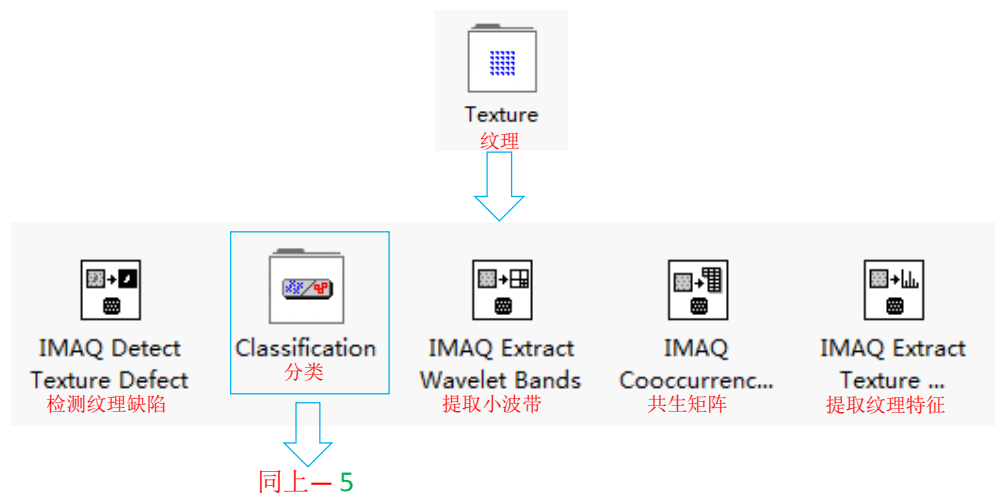 Texture
纹理
IMAQ Detect
Texture Defect
检测纹理缺陷
Classification
分类
IMAQ Extract
Wavelet Bands
提取小波带
IMAQ
Cooccurrenc...
共生矩阵
IMAQ Extract
Texture ...
提取纹理特征
同上— 5